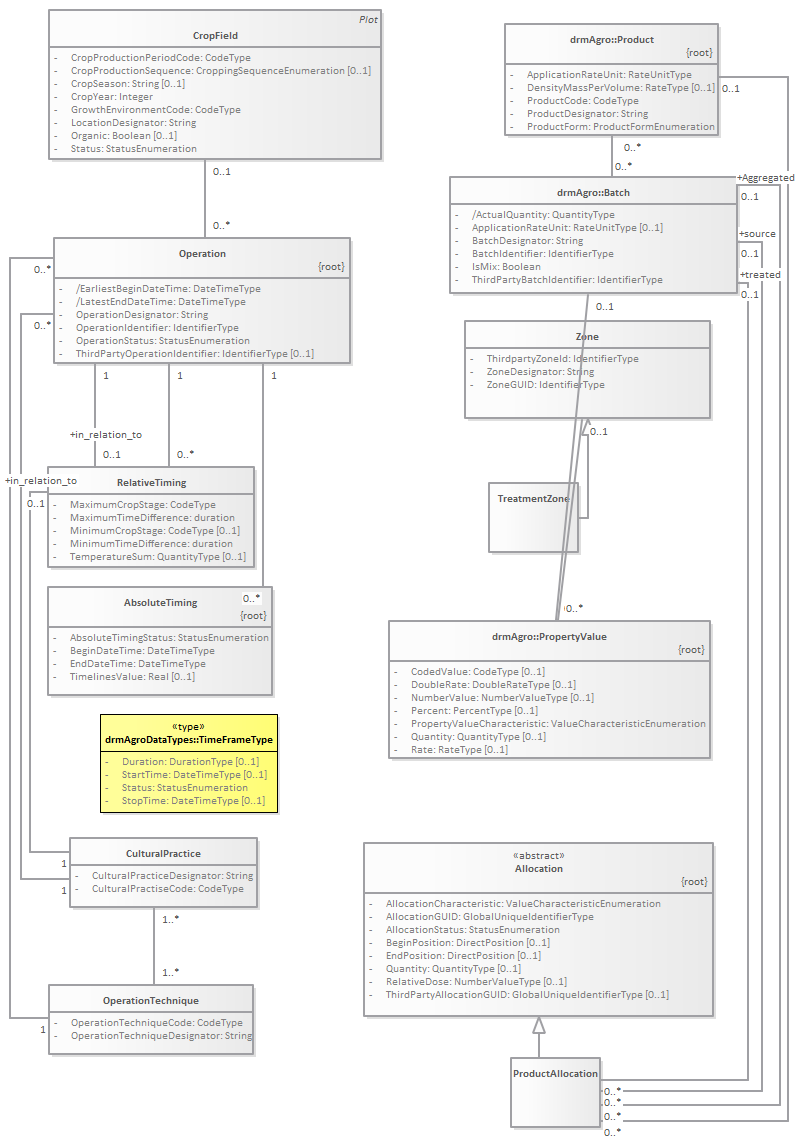 Plot
CropField
- CropProductionPeriodCode: CodeType
- CropProductionSequence: CroppingSequenceEnumeration [0..1]
- CropSeason: String [0..1]
- CropYear: Integer
- GrowthEnvironmentCode: CodeType
- LocationDesignator: String
- Organic: Boolean [0..1]
- Status: StatusEnumeration
0..1
0..*
Operation
{root}
- /EarliestBeginDateTime: DateTimeType
- /LatestEndDateTime: DateTimeType
- OperationDesignator: String
- OperationIdentifier: IdentifierType
- OperationStatus: StatusEnumeration
- ThirdPartyOperationIdentifier: IdentifierType [0..1]
0..*
0..*
1
1
1
+in_relation_to
0..1
0..*
+in_relation_to
0..1
RelativeTiming
- MaximumCropStage: CodeType
- MaximumTimeDifference: duration
- MinimumCropStage: CodeType [0..1]
- MinimumTimeDifference: duration
- TemperatureSum: QuantityType [0..1]
0..*
AbsoluteTiming
{root}
- AbsoluteTimingStatus: StatusEnumeration
- BeginDateTime: DateTimeType
- EndDateTime: DateTimeType
- TimelinesValue: Real [0..1]
«type»
drmAgroDataTypes::TimeFrameType
- Duration: DurationType [0..1]
- StartTime: DateTimeType [0..1]
- Status: StatusEnumeration
- StopTime: DateTimeType [0..1]
CulturalPractice
- CulturalPracticeDesignator: String
- CulturalPractiseCode: CodeType
1
1
1..*
1..*
OperationTechnique
- OperationTechniqueCode: CodeType
- OperationTechniqueDesignator: String
1
drmAgro::Product
{root}
- ApplicationRateUnit: RateUnitType
- DensityMassPerVolume: RateType [0..1]
- ProductCode: CodeType
- ProductDesignator: String
- ProductForm: ProductFormEnumeration
0..1
0..*
0..*
drmAgro::Batch
- /ActualQuantity: QuantityType
- ApplicationRateUnit: RateUnitType [0..1]
- BatchDesignator: String
- BatchIdentifier: IdentifierType
- IsMix: Boolean
- ThirdPartyBatchIdentifier: IdentifierType
+Aggregated
0..1
+source
0..1
+treated
0..1
0..1
Zone
- ThirdpartyZoneId: IdentifierType
- ZoneDesignator: String
- ZoneGUID: IdentifierType
0..1
TreatmentZone
0..*
drmAgro::PropertyValue
{root}
- CodedValue: CodeType [0..1]
- DoubleRate: DoubleRateType [0..1]
- NumberValue: NumberValueType [0..1]
- Percent: PercentType [0..1]
- PropertyValueCharacteristic: ValueCharacteristicEnumeration
- Quantity: QuantityType [0..1]
- Rate: RateType [0..1]
«abstract»
Allocation
{root}
- AllocationCharacteristic: ValueCharacteristicEnumeration
- AllocationGUID: GlobalUniqueIdentifierType
- AllocationStatus: StatusEnumeration
- BeginPosition: DirectPosition [0..1]
- EndPosition: DirectPosition [0..1]
- Quantity: QuantityType [0..1]
- RelativeDose: NumberValueType [0..1]
- ThirdPartyAllocationGUID: GlobalUniqueIdentifierType [0..1]
ProductAllocation
0..*
0..*
0..*
0..*